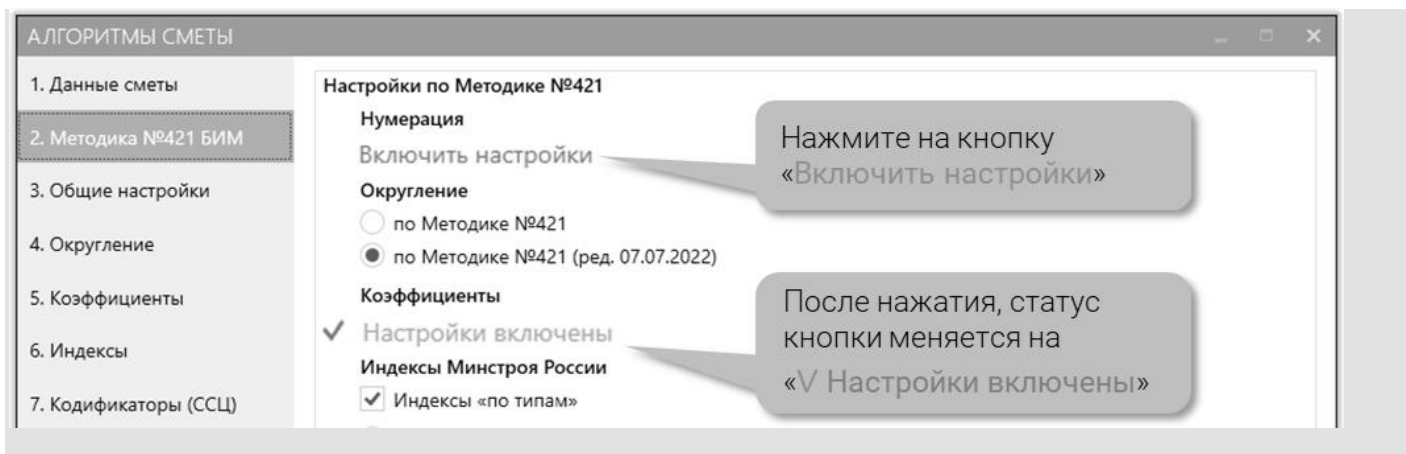 АЛГОРИТМЫ СМЕТЫ
1. Данные сметы
2. Методика №421 БИМ
3. Общие настройки
4. Округление
5. Коэффициенты
6. Индексы
7. Кодификаторы (ССЦ)
Настройки по Методике №421
Нумерация
Включить настройки
Округление
по Методике №421
по Методике №421 (ред. 07.07.2022)
Коэффициенты
Настройки включены
Индексы Минстроя России
Индексы «по типам»
Нажмите на кнопку
«Включить настройки»
После нажатия, статус
кнопки меняется на
«V Настройки включены»